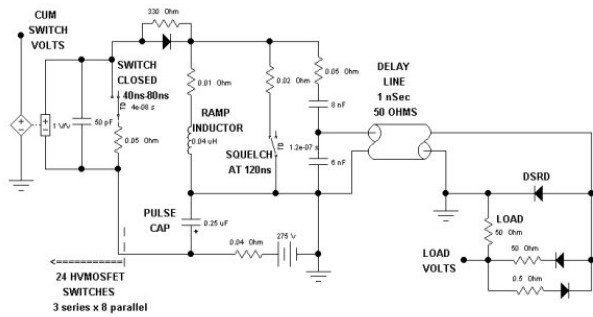 CUM
SWITCH
VOLTS
330 Ohm
SWITCH
CLOSED
40ns-80ns
TD
4e-08 s
1 V/V
50 pF
0.05 Ohm
0.01 Ohm
RAMP
INDUCTOR
0.04 uH
0.02 Ohm
SQUELCH
AT 120ns
TD
1.2e-07 s
0.05 Ohm
8 nF
6 nF
DELAY
LINE
1 nSec
50 OHMS
DSRD
LOAD
50 Ohm
LOAD
VOLTS
50 Ohm
0.5 Ohm
PULSE
CAP
0.25 uF
+
0.04 Ohm
275 V
24 HVMOSFET
SWITCHES
3 series x 8 parallel